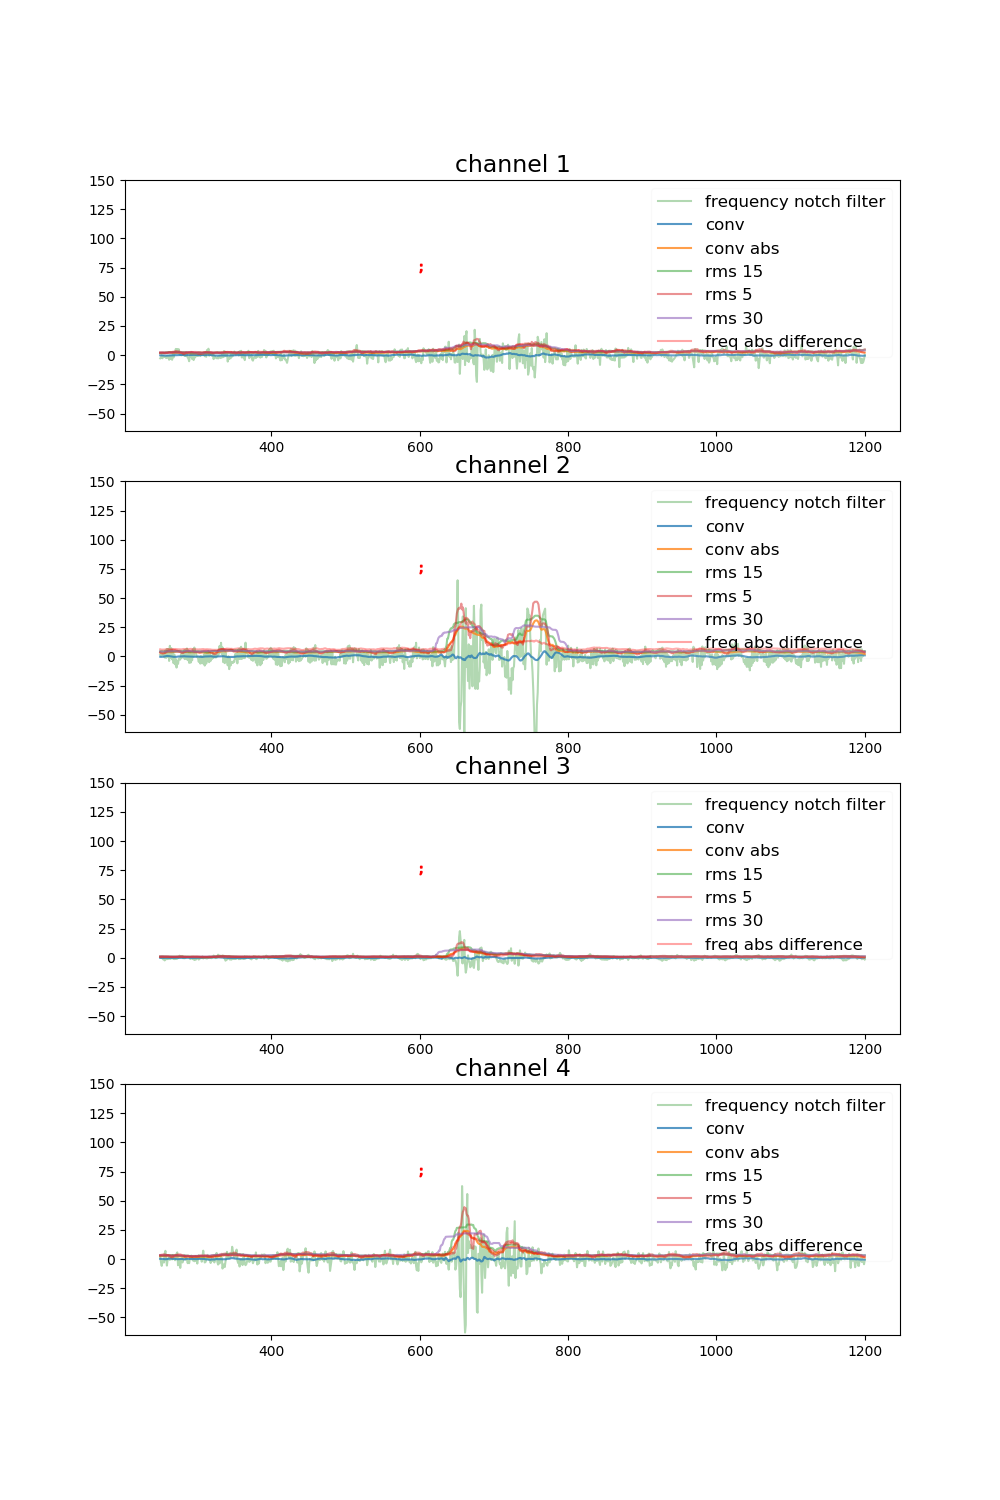 channel 1
150
125
100
75
50
25
0
−25
−50
;
frequency notch filter
conv
conv abs
rms 15
rms 5
rms 30
freq abs difference
400 600 800 1000 1200
channel 2
150
125
100
75
50
25
0
−25
−50
;
frequency notch filter
conv
conv abs
rms 15
rms 5
rms 30
freq abs difference
400 600 800 1000 1200
channel 3
150
125
100
75
50
25
0
−25
−50
;
frequency notch filter
conv
conv abs
rms 15
rms 5
rms 30
freq abs difference
400 600 800 1000 1200
channel 4
150
125
100
75
50
25
0
−25
−50
;
frequency notch filter
conv
conv abs
rms 15
rms 5
rms 30
freq abs difference
400 600 800 1000 1200